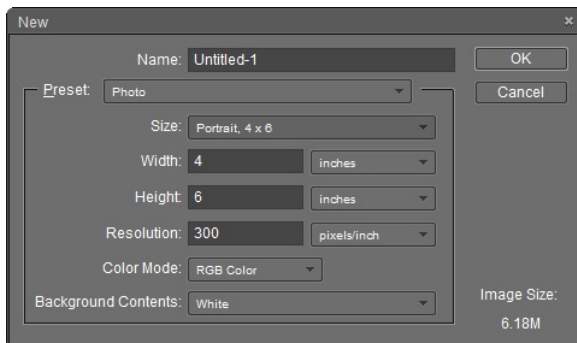 New ×
Name: Untitled-1 OK
Preset: Photo Cancel
Size: Portrait, 4 x 6
Width: 4 inches
Height: 6 inches
Resolution: 300 pixels/inch
Color Mode: RGB Color
Background Contents: White
Image Size:
6.18M